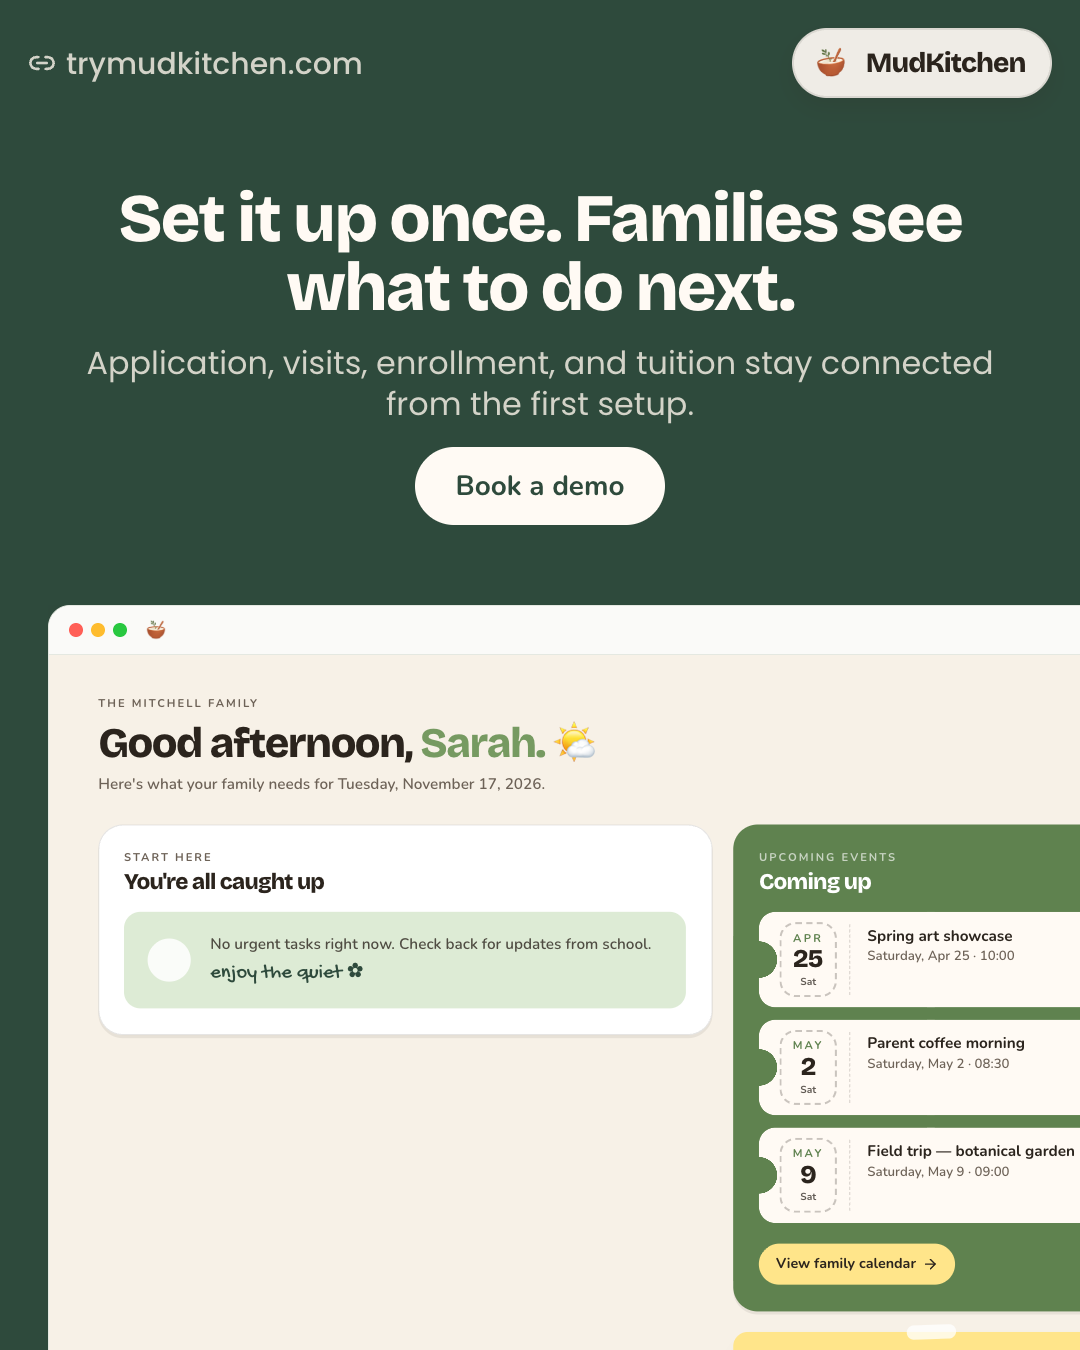 trymudkitchen.com
MudKitchen
Set it up once. Families see
what to do next.
Application, visits, enrollment, and tuition stay connected
from the first setup.
Book a demo
THE MITCHELL FAMILY
Good afternoon, Sarah.
Here's what your family needs for Tuesday, November 17, 2026.
START HERE
You're all caught up
No urgent tasks right now. Check back for updates from school.
enjoy the quiet ✿
UPCOMING EVENTS
Coming up
APR
25
Sat
Spring art showcase
Saturday, Apr 25 · 10:00
MAY
2
Sat
Parent coffee morning
Saturday, May 2 · 08:30
MAY
9
Sat
Field trip — botanical garden
Saturday, May 9 · 09:00
View family calendar →